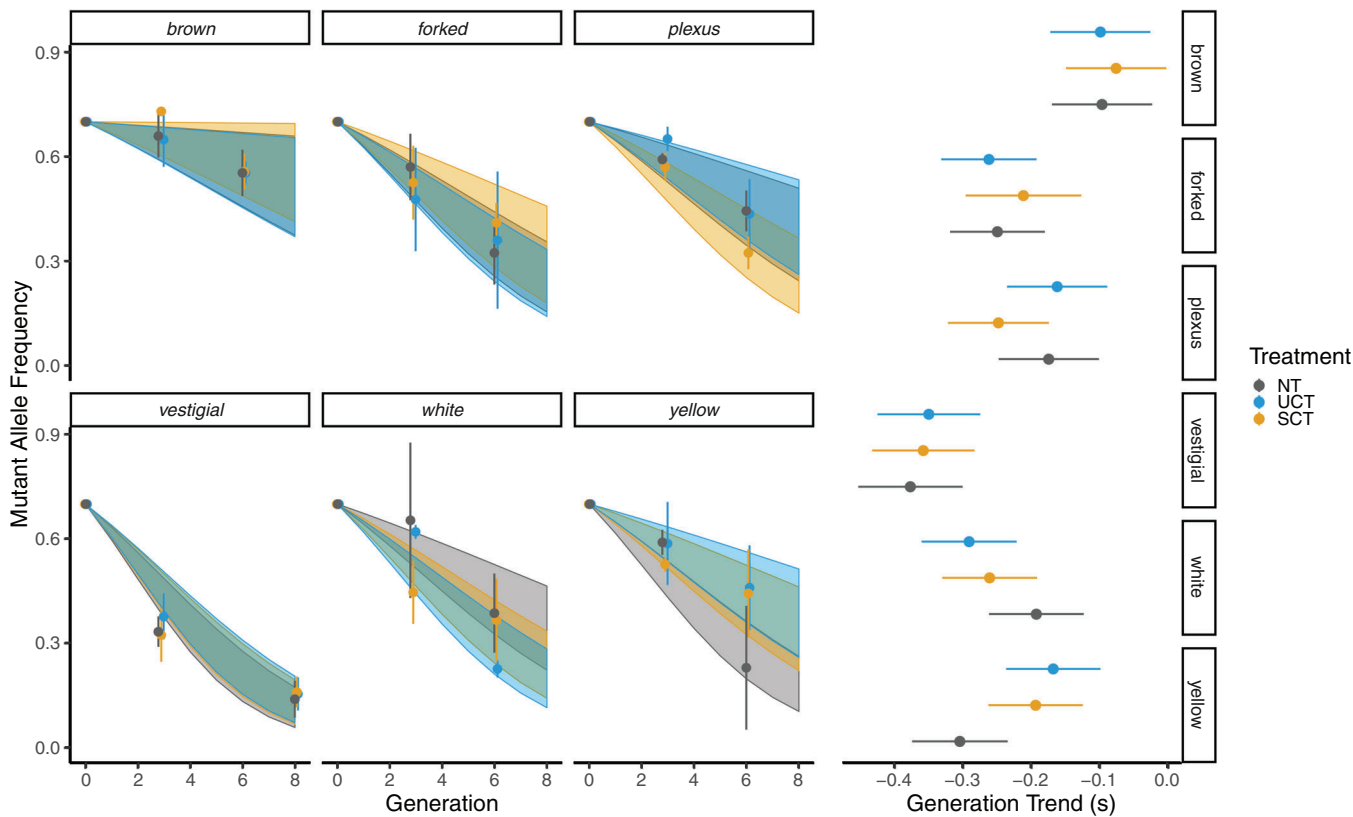 brown
forked
plexus
0.9
0.6
0.3
0.0
vestigial
white
yellow
0.9
0.6
0.3
0.0
Mutant Allele Frequency
0 2 4 6 8
0 2 4 6 8
0 2 4 6 8
Generation
brown
forked
plexus
vestigial
white
yellow
−0.4 −0.3 −0.2 −0.1 0.0
Generation Trend (s)
Treatment
NT
UCT
SCT